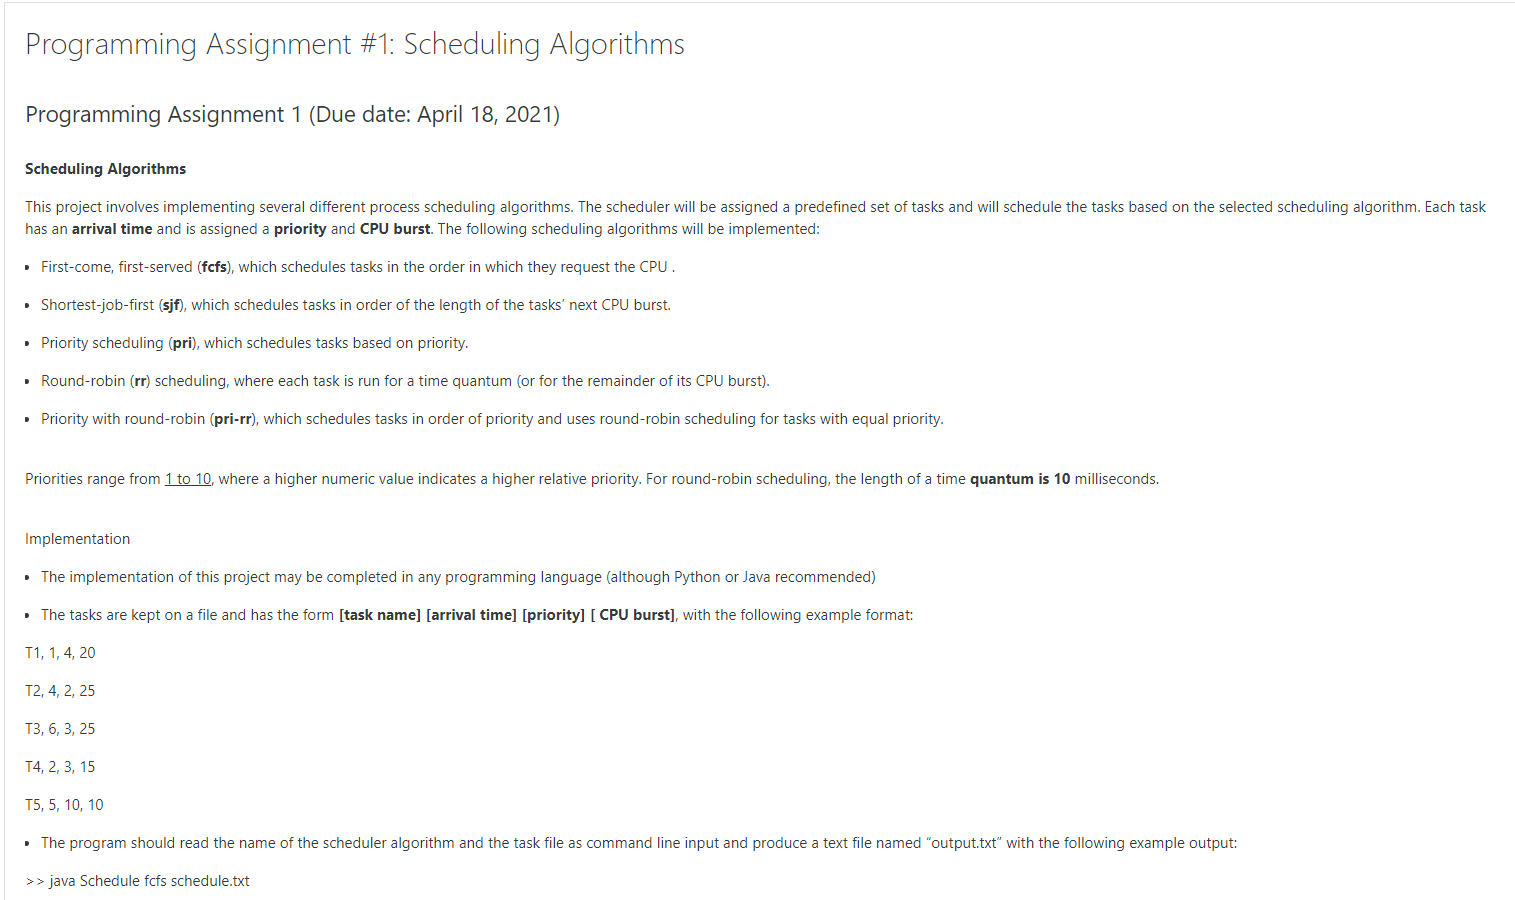 Programming Assignment #1: Scheduling Algorithms
Programming Assignment 1 (Due date: April 18, 2021)
Scheduling Algorithms
This project involves implementing several different process scheduling algorithms. The scheduler will be assigned a predefined set of tasks and will schedule the tasks based on the selected scheduling algorithm. Each task
has an arrival time and is assigned a priority and CPU burst. The following scheduling algorithms will be implemented:
• First-come, first-served (fcfs), which schedules tasks in the order in which they request the CPU .
• Shortest-job-first (sjf), which schedules tasks in order of the length of the tasks' next CPU burst.
• Priority scheduling (pri), which schedules tasks based on priority.
• Round-robin (rr) scheduling, where each task is run for a time quantum (or for the remainder of its CPU burst).
• Priority with round-robin (pri-rr), which schedules tasks in order of priority and uses round-robin scheduling for tasks with equal priority.
Priorities range from 1 to 10, where a higher numeric value indicates a higher relative priority. For round-robin scheduling, the length of a time quantum is 10 milliseconds.
Implementation
• The implementation of this project may be completed in any programming language (although Python or Java recommended)
• The tasks are kept on a file and has the form [task name] [arrival time] [priority] [ CPU burst], with the following example format:
T1, 1, 4, 20
T2, 4, 2, 25
T3, 6, 3, 25
T4, 2, 3, 15
T5, 5, 10, 10
• The program should read the name of the scheduler algorithm and the task file as command line input and produce a text file named “output.txt” with the following example output:
>> java Schedule fcfs schedule.txt